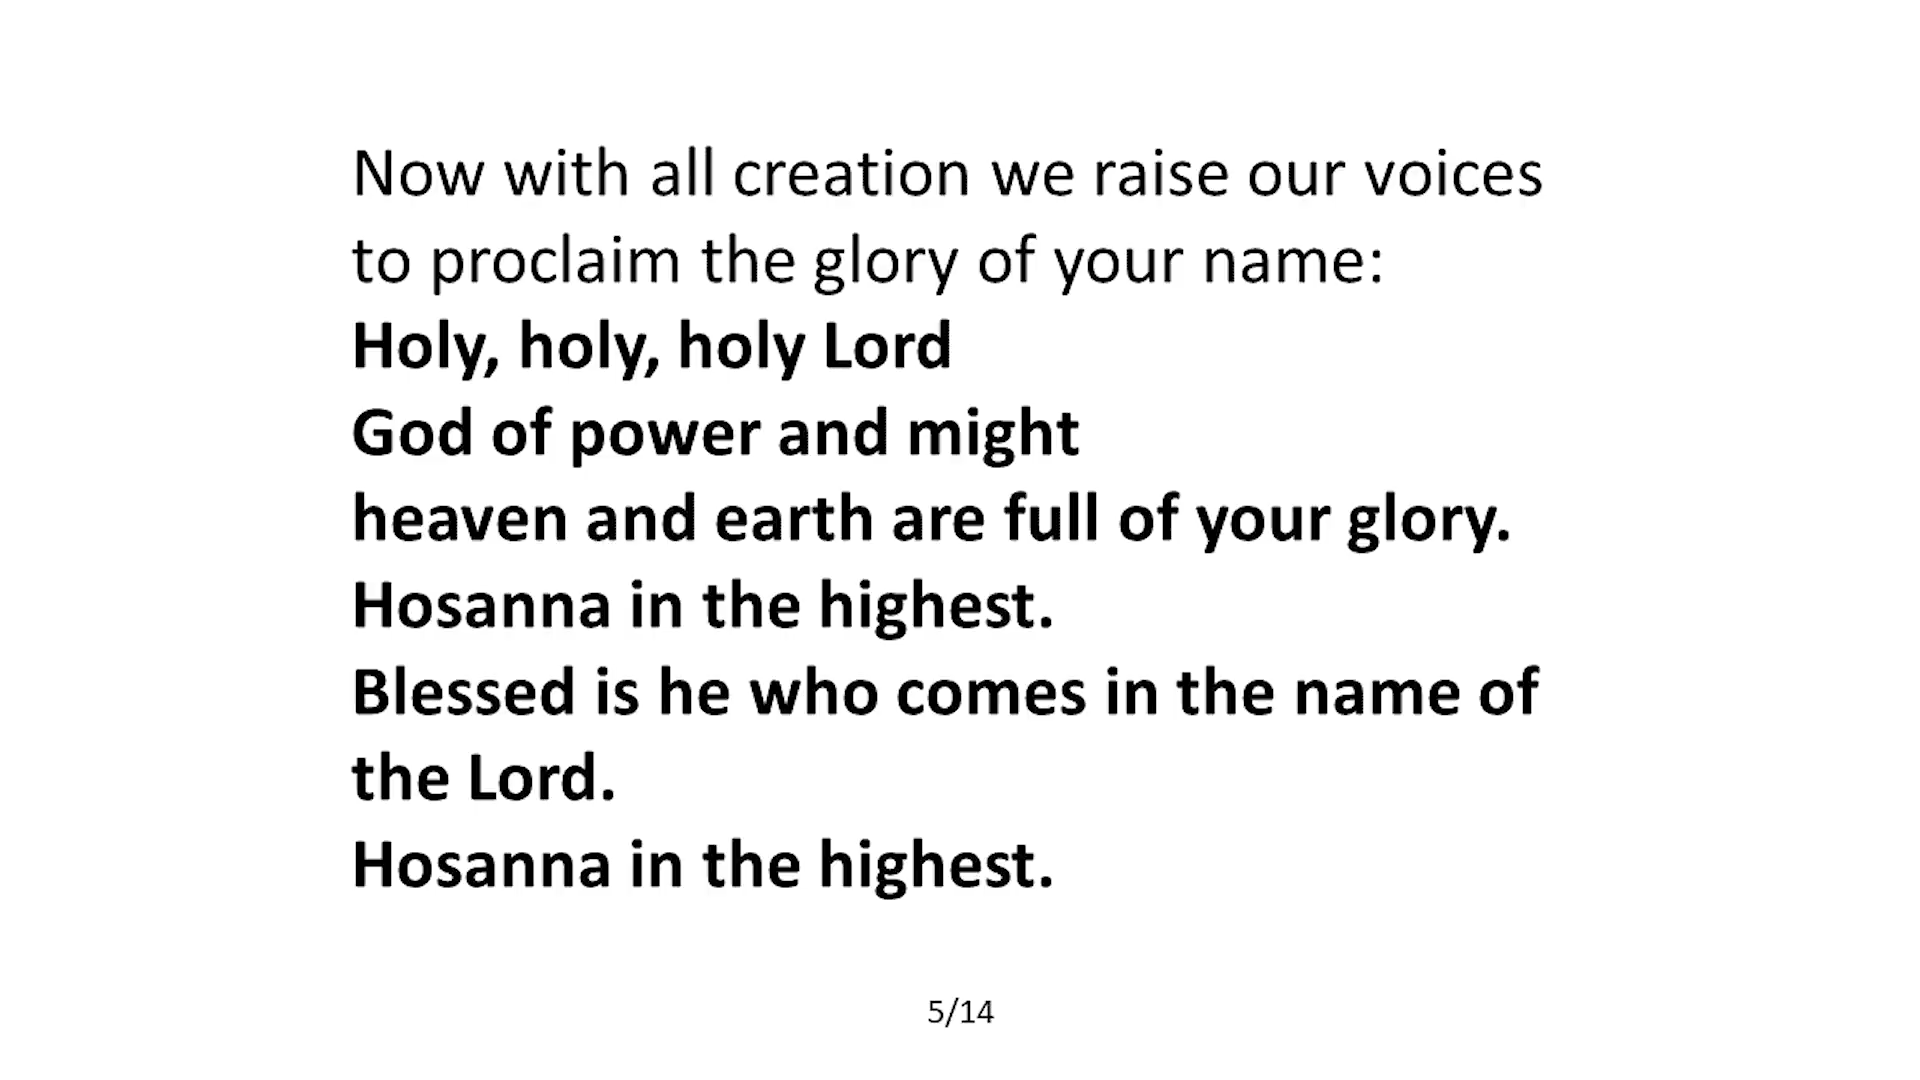 Now with all creation we raise our voices
to proclaim the glory of your name:
Holy, holy, holy Lord
God of power and might
heaven and earth are full of your glory.
Hosanna in the highest.
Blessed is he who comes in the name of
the Lord.
Hosanna in the highest.
5/14